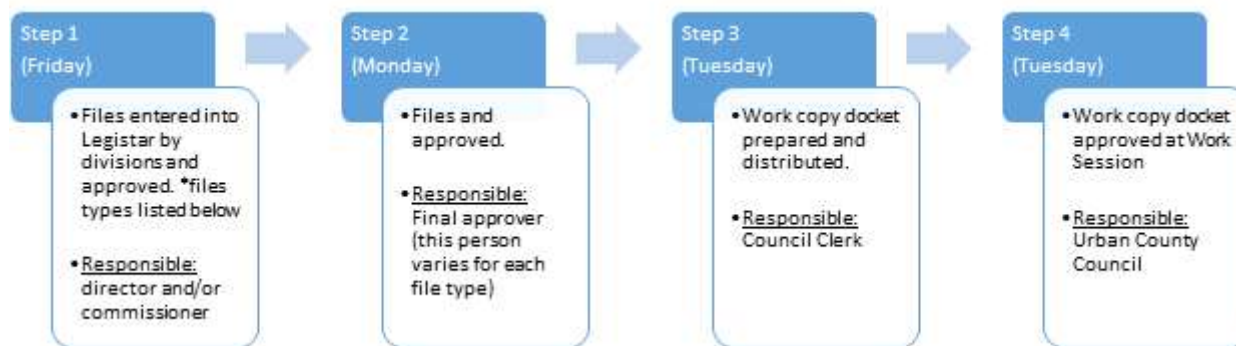 Step 1
(Friday)
•Files entered into
Legistar by
divisions and
approved. *files
types listed below
•Responsible:
director and/or
commissioner
Step 2
(Monday)
•Files and
approved.
•Responsible:
Final approver
(this person
varies for each
file type)
Step 3
(Tuesday)
•Work copy docket
prepared and
distributed.
•Responsible:
Council Clerk
Step 4
(Tuesday)
•Work copy docket
approved at Work
Session
•Responsible:
Urban County
Council